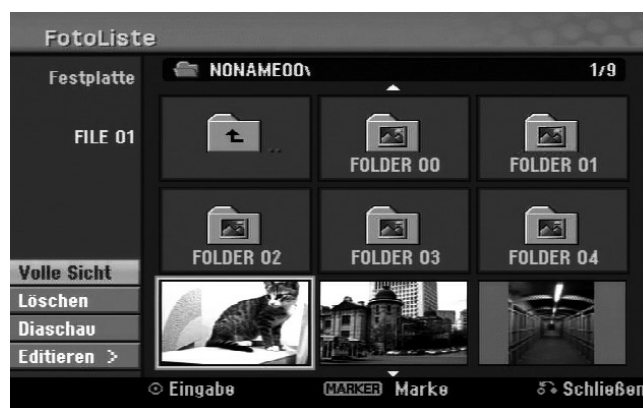 FotoListe
Festplatte
NONAME00\
1/9
FILE 01
..
FOLDER 00
FOLDER 01
FOLDER 02
FOLDER 03
FOLDER 04
Volle Sicht
Löschen
Diaschau
Editieren >
Eingabe
MARKER Marke
Schließen